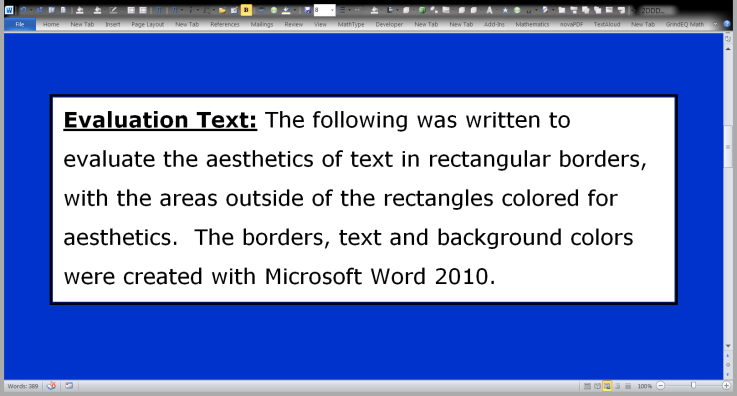 8
2000..
File Home New Tab Insert Page Layout New Tab References Mailings Review View MathType Developer New Tab New Tab Add-Ins Mathematics novaPDF TextAloud New Tab GrindEQ Math
Evaluation Text: The following was written to
evaluate the aesthetics of text in rectangular borders,
with the areas outside of the rectangles colored for
aesthetics.  The borders, text and background colors
were created with Microsoft Word 2010.
Words: 389 100%